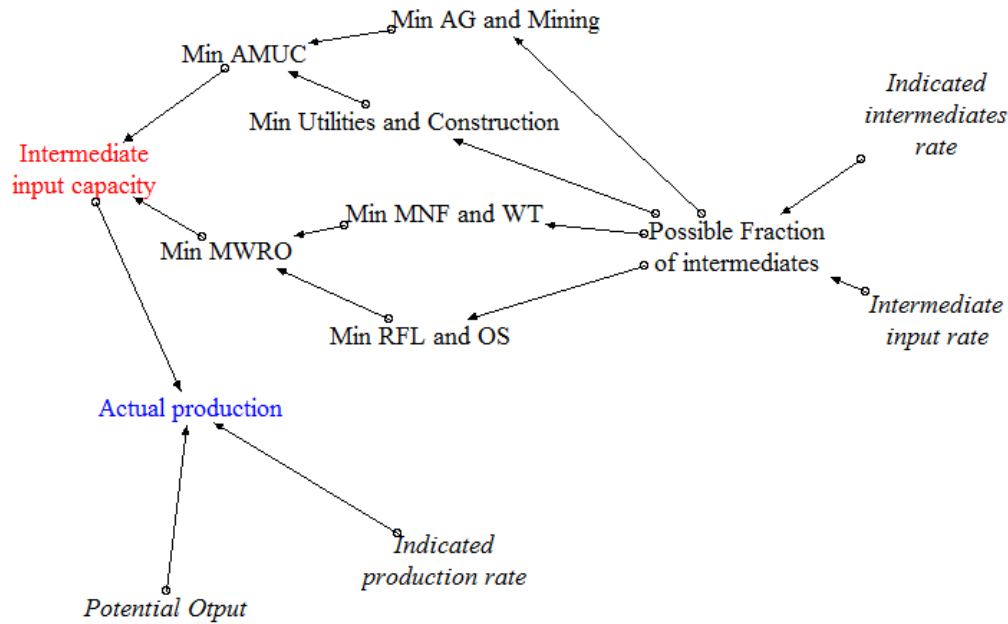 Min AG and Mining
Min AMUC
Indicated
intermediates
rate
Min Utilities and Construction
Intermediate
input capacity
Min MNF and WT
Possible Fraction
of intermediates
Min MWRO
Intermediate
input rate
Min RFL and OS
Actual production
Indicated
production rate
Potential Otput